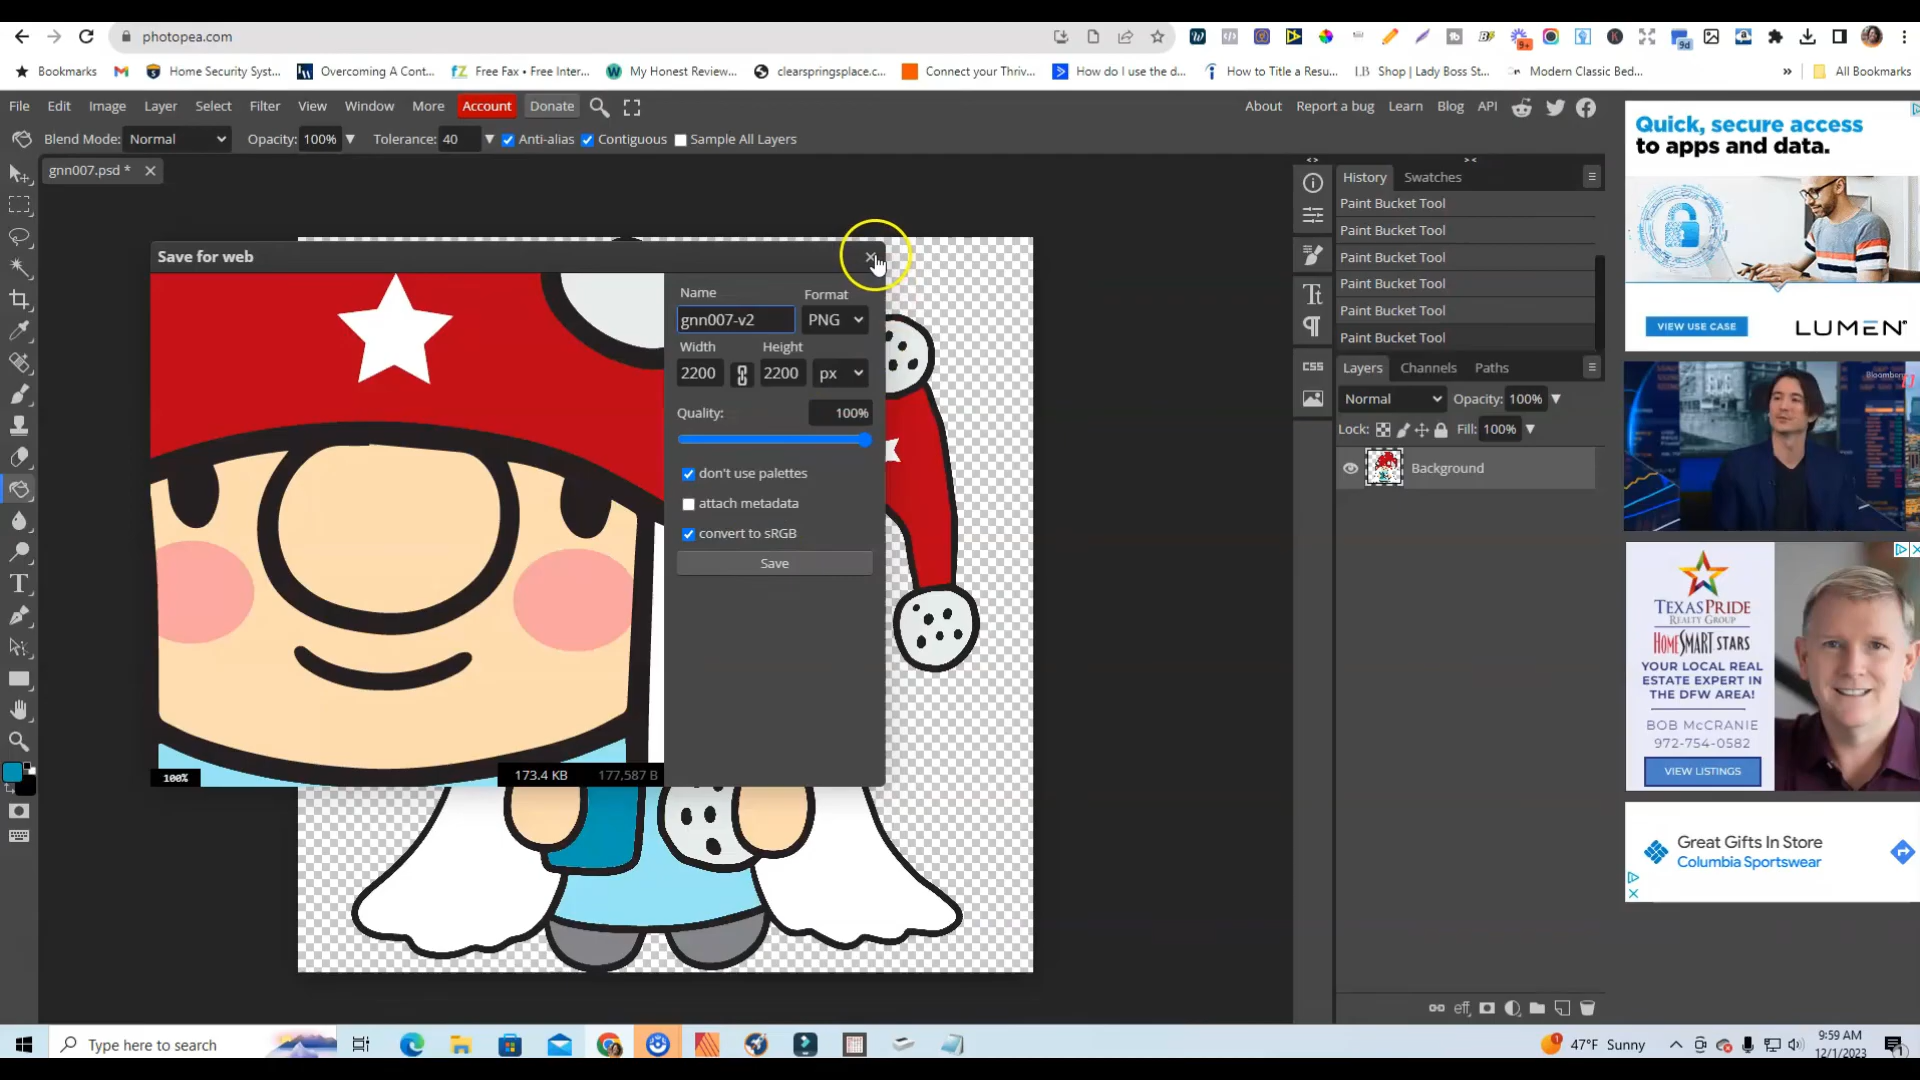 photopea.com
9+
9d
Bookmarks
Home Security Syst...
Overcoming A Cont...
Free Fax • Free Inter...
My Honest Review...
clearspringsplace.c...
Connect your Thriv...
How do I use the d...
How to Title a Resu...
Shop | Lady Boss St...
Modern Classic Bed...
»
All Bookmarks
File Edit Image Layer Select Filter View Window More Account Donate
About Report a bug Learn Blog API
Blend Mode: Normal Opacity: 100% Tolerance: 40 Anti-alias Contiguous Sample All Layers
gnn007.psd *
Save for web
Name Format
gnn007-v2 PNG
Width Height
2200 2200 px
Quality: 100%
don't use palettes
attach metadata
convert to sRGB
Save
100%
173.4 KB 177,587 B
CSS
History Swatches
Paint Bucket Tool
Paint Bucket Tool
Paint Bucket Tool
Paint Bucket Tool
Paint Bucket Tool
Paint Bucket Tool
Layers Channels Paths
Normal Opacity: 100%
Lock: Fill: 100%
Background
eff
Quick, secure access
to apps and data.
VIEW USE CASE
LUMEN®
Bloomberg
TEXAS PRIDE
REALTY GROUP
HOMESMART STARS
YOUR LOCAL REAL
ESTATE EXPERT IN
THE DFW AREA!
BOB McCRANIE
972-754-0582
VIEW LISTINGS
Great Gifts In Store
Columbia Sportswear
Type here to search
47°F Sunny
9:59 AM
12/1/2023